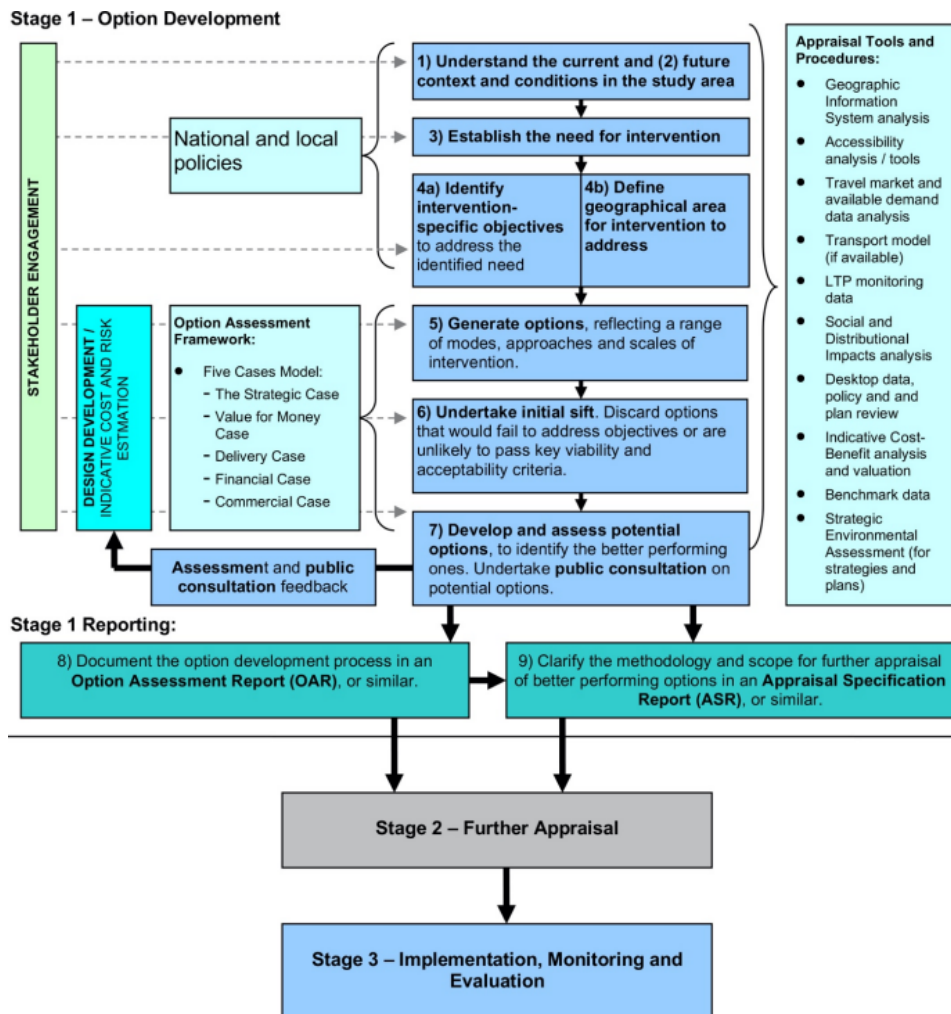 Stage 1 – Option Development
STAKEHOLDER ENGAGEMENT
National and local
policies
1) Understand the current and (2) future
context and conditions in the study area
3) Establish the need for intervention
4a) Identify
intervention-
specific objectives
to address the
identified need
4b) Define
geographical area
for intervention to
address
DESIGN DEVELOPMENT /
INDICATIVE COST AND RISK
ESTMATION
Option Assessment
Framework:
• Five Cases Model:
- The Strategic Case
- Value for Money
Case
- Delivery Case
- Financial Case
- Commercial Case
5) Generate options, reflecting a range
of modes, approaches and scales of
intervention.
6) Undertake initial sift. Discard options
that would fail to address objectives or are
unlikely to pass key viability and
acceptability criteria.
7) Develop and assess potential
options, to identify the better performing
ones. Undertake public consultation on
potential options.
Assessment and public
consultation feedback
Appraisal Tools and
Procedures:
• Geographic
Information
System analysis
• Accessibility
analysis / tools
• Travel market and
available demand
data analysis
• Transport model
(if available)
• LTP monitoring
data
• Social and
Distributional
Impacts analysis
• Desktop data,
policy and and
plan review
• Indicative Cost-
Benefit analysis
and valuation
• Benchmark data
• Strategic
Environmental
Assessment (for
strategies and
plans)
Stage 1 Reporting:
8) Document the option development process in an
Option Assessment Report (OAR), or similar.
9) Clarify the methodology and scope for further appraisal
of better performing options in an Appraisal Specification
Report (ASR), or similar.
Stage 2 – Further Appraisal
Stage 3 – Implementation, Monitoring and
Evaluation